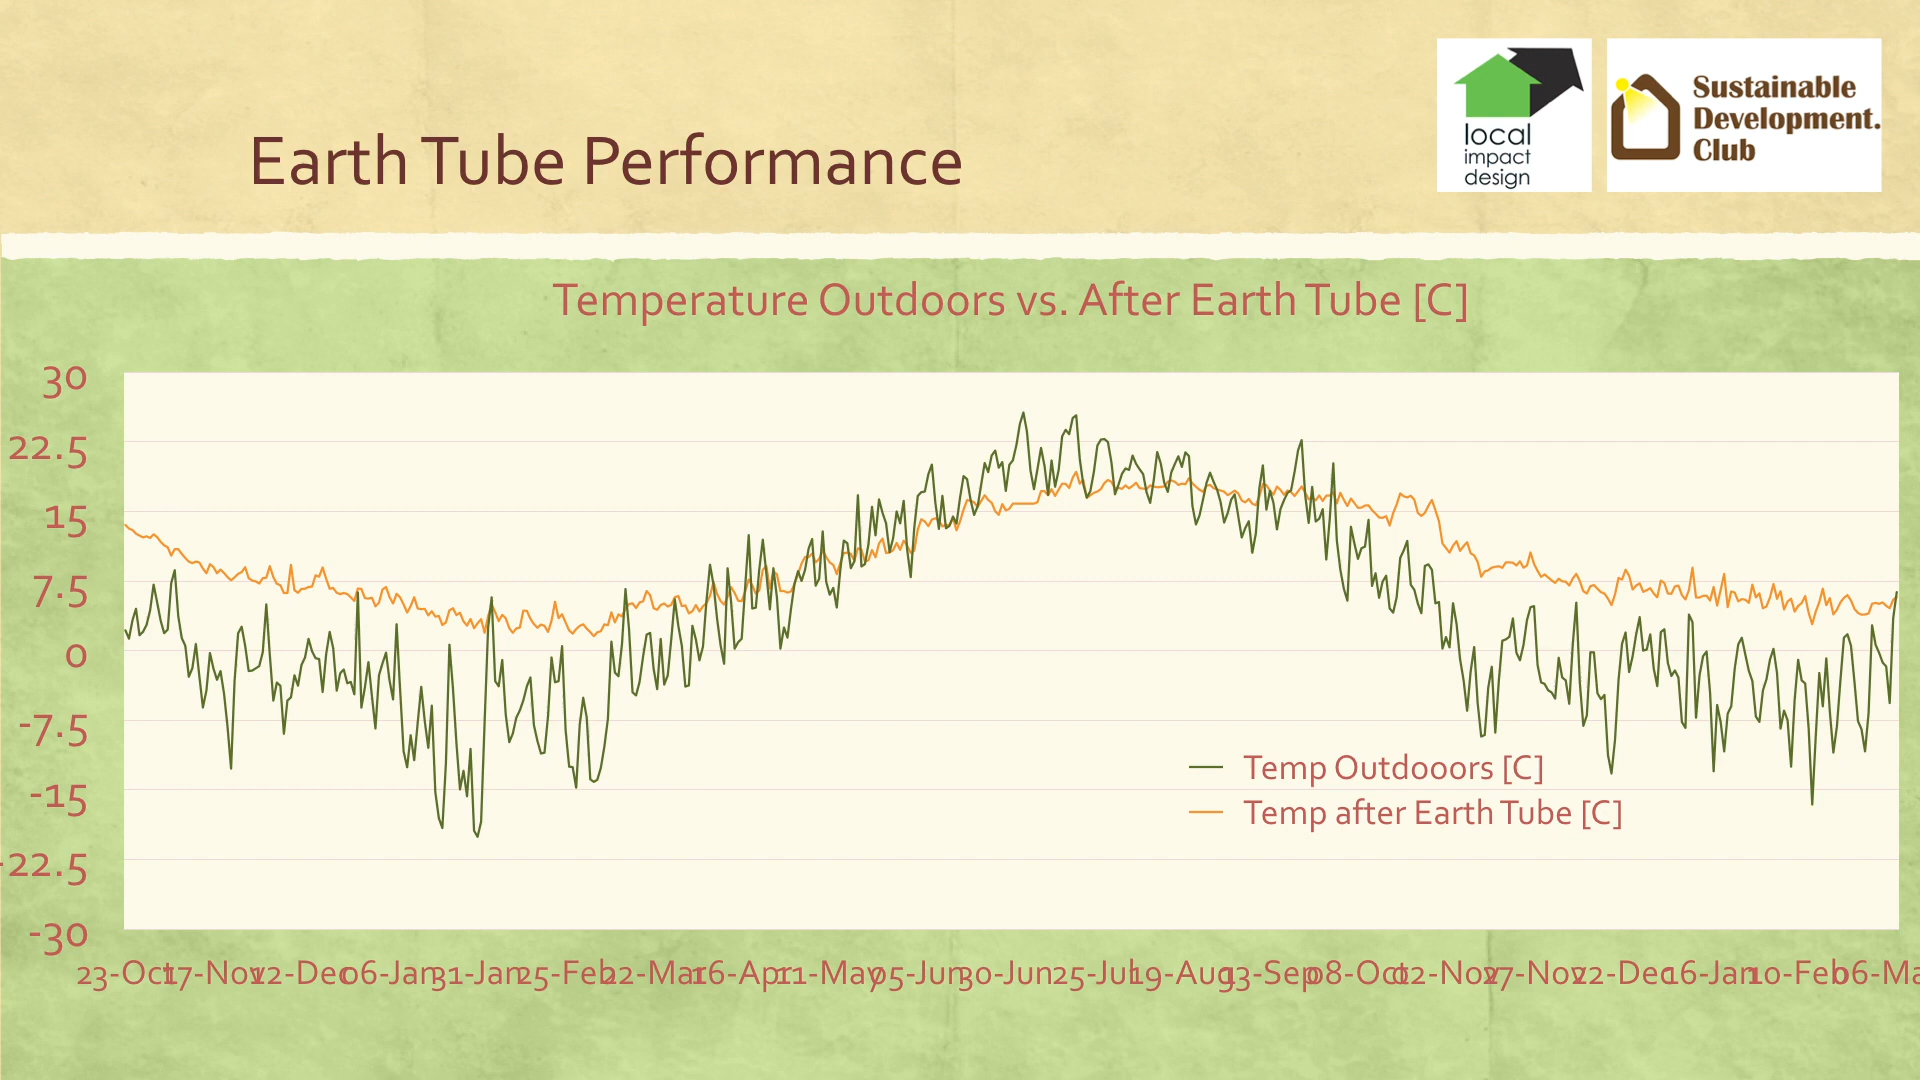 local
impact
design
Sustainable
Development.
Club
Earth Tube Performance
Temperature Outdoors vs. After Earth Tube [C]
30
22.5
15
7.5
0
-7.5
-15
-22.5
-30
Temp Outdooors [C]
Temp after Earth Tube [C]
23-Oct 17-Nov 12-Dec 06-Jan 31-Jan 25-Feb 22-Mar 16-Apr 11-May 05-Jun 30-Jun 25-Jul 19-Aug 13-Sep 08-Oct 02-Nov 27-Nov 22-Dec 16-Jan 10-Feb 06-Ma